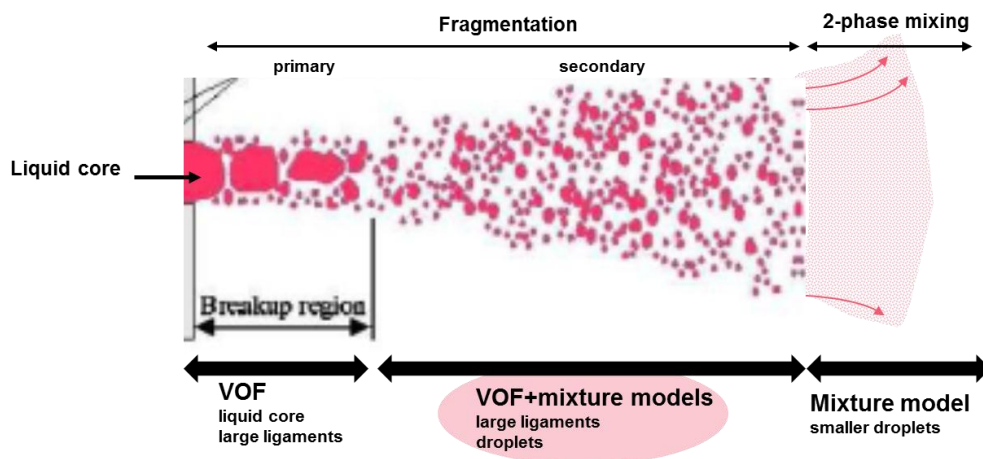 Fragmentation
2-phase mixing
primary
secondary
Liquid core
Breakup region
VOF
liquid core
large ligaments
VOF+mixture models
large ligaments
droplets
Mixture model
smaller droplets